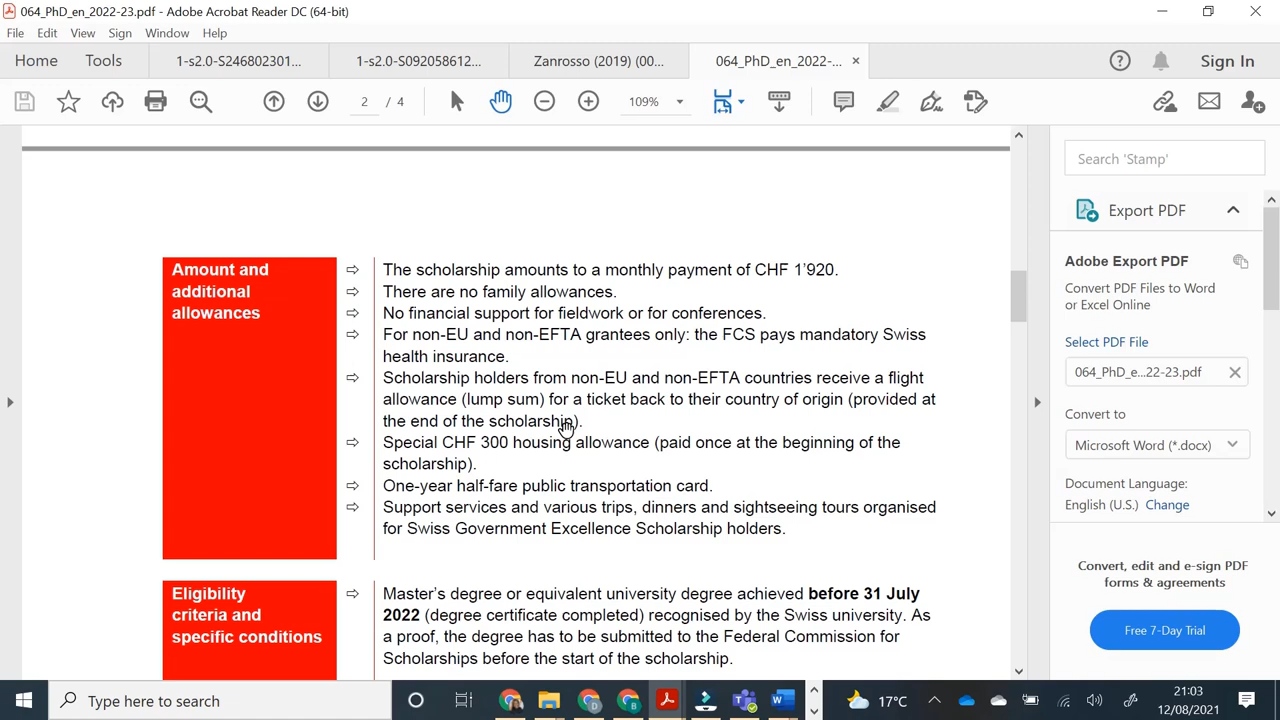 064_PhD_en_2022-23.pdf - Adobe Acrobat Reader DC (64-bit)
File Edit View Sign Window Help
Home Tools 1-s2.0-S246802301... 1-s2.0-S092058612... Zanrosso (2019) (00... 064_PhD_en_2022-... Sign In
2 / 4 109%
Search 'Stamp'
Export PDF
Adobe Export PDF
Convert PDF Files to Word
or Excel Online
Select PDF File
064_PhD_e...22-23.pdf
Convert to
Microsoft Word (*.docx)
Document Language:
English (U.S.) Change
Convert, edit and e-sign PDF
forms & agreements
Free 7-Day Trial
Amount and
additional
allowances
⇨ The scholarship amounts to a monthly payment of CHF 1’920.
⇨ There are no family allowances.
⇨ No financial support for fieldwork or for conferences.
⇨ For non-EU and non-EFTA grantees only: the FCS pays mandatory Swiss
health insurance.
⇨ Scholarship holders from non-EU and non-EFTA countries receive a flight
allowance (lump sum) for a ticket back to their country of origin (provided at
the end of the scholarship).
⇨ Special CHF 300 housing allowance (paid once at the beginning of the
scholarship).
⇨ One-year half-fare public transportation card.
⇨ Support services and various trips, dinners and sightseeing tours organised
for Swiss Government Excellence Scholarship holders.
Eligibility
criteria and
specific conditions
⇨ Master’s degree or equivalent university degree achieved before 31 July
2022 (degree certificate completed) recognised by the Swiss university. As
a proof, the degree has to be submitted to the Federal Commission for
Scholarships before the start of the scholarship.
Type here to search
17°C
21:03
12/08/2021